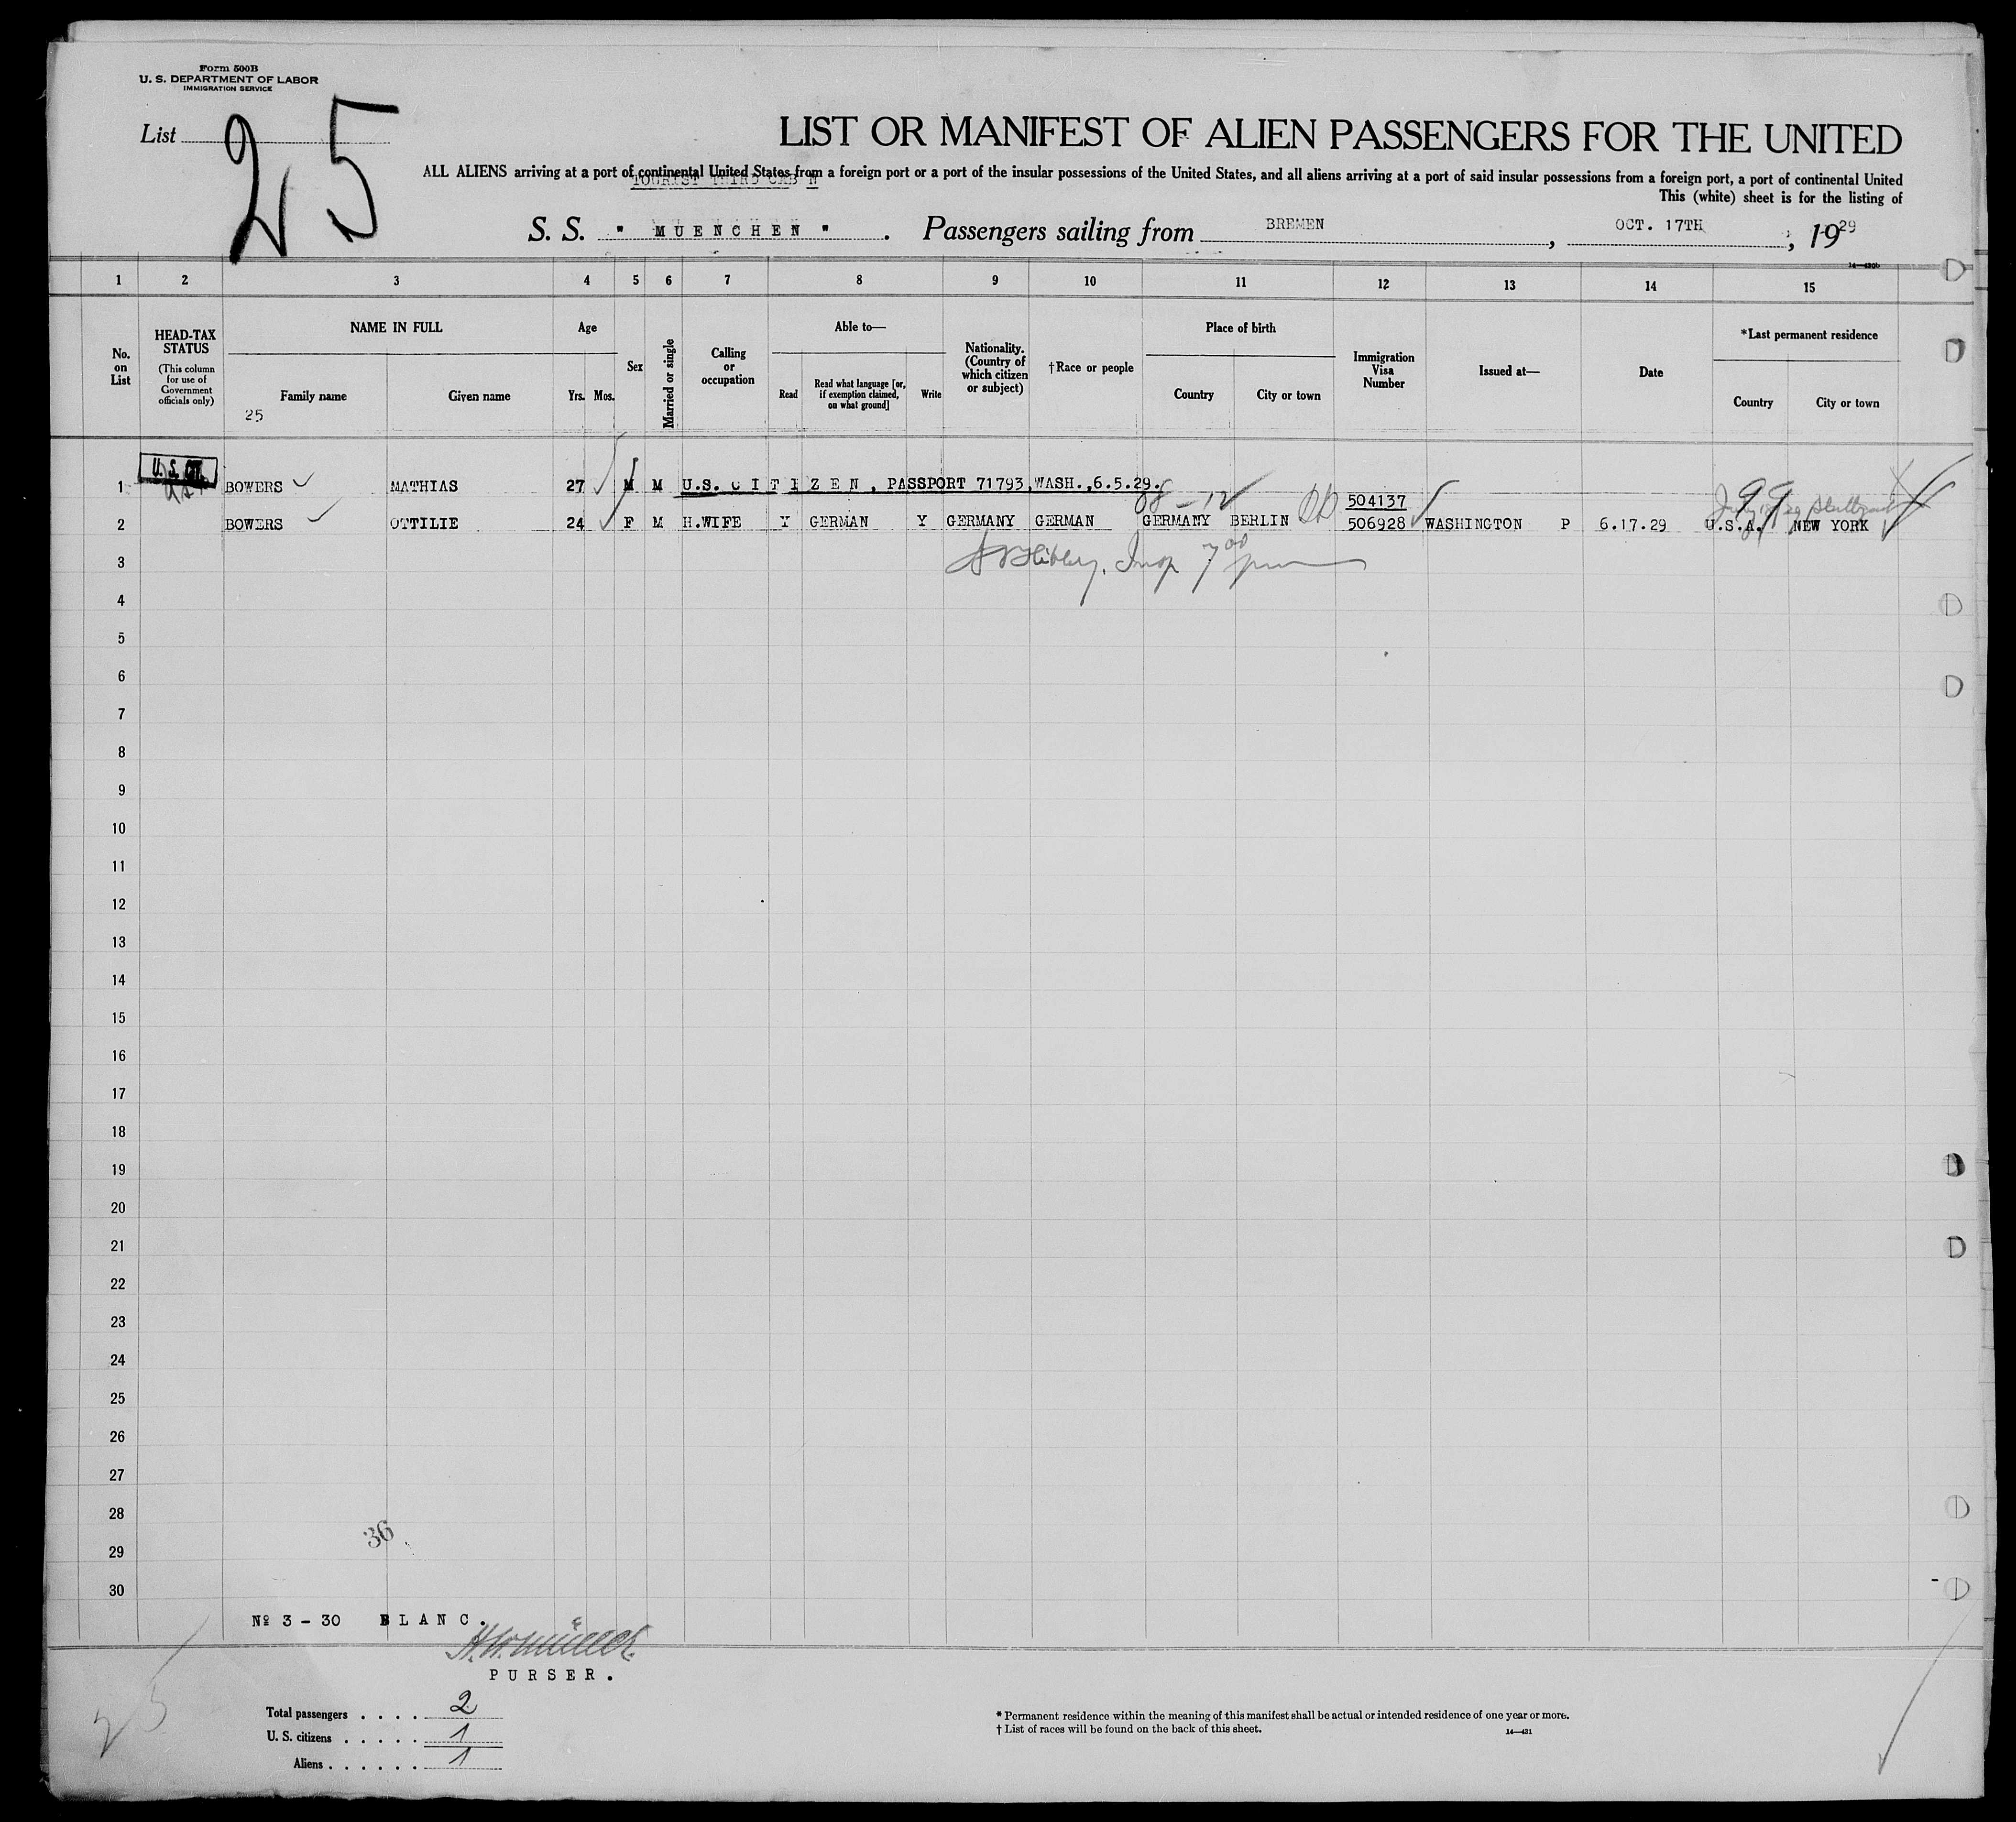 Form 500B
U. S. DEPARTMENT OF LABOR
IMMIGRATION SERVICE
List 25
LIST OR MANIFEST OF ALIEN PASSENGERS FOR THE UNITED
ALL ALIENS arriving at a port of continental United States from a foreign port or a port of the insular possessions of the United States, and all aliens arriving at a port of said insular possessions from a foreign port, a port of continental United
TOURIST THIRD CABIN
This (white) sheet is for the listing of
S. S. " MUENCHEN " . Passengers sailing from BREMEN , OCT. 17TH , 1929
14—430b
1 2 3 4 5 6 7 8 9 10 11 12 13 14 15
No. on List
HEAD-TAX STATUS
(This column for use of Government officials only)
NAME IN FULL
Family name
Given name
25
Age
Yrs. Mos.
Sex
Married or single
Calling or occupation
Able to—
Read
Read what language [or, if exemption claimed, on what ground]
Write
Nationality. (Country of which citizen or subject)
†Race or people
Place of birth
Country
City or town
Immigration Visa Number
Issued at—
Date
*Last permanent residence
Country
City or town
U. S. CIT.
1 BOWERS MATHIAS 27 M M U.S. CITIZEN, PASSPORT 71793,WASH.,6.5.29.
08-12
504137
2 BOWERS OTTILIE 24 F M H.WIFE Y GERMAN Y GERMANY GERMAN GERMANY BERLIN 506928 WASHINGTON P 6.17.29 U.S.A. NEW YORK
3
Insp 7 00 pm
4
5
6
7
8
9
10
11
12
13
14
15
16
17
18
19
20
21
22
23
24
25
26
27
28
36
29
30
Nº 3 - 30 BLANC.
PURSER.
25
Total passengers . . . . 2
U. S. citizens . . . . . 1
Aliens . . . . . . 1
* Permanent residence within the meaning of this manifest shall be actual or intended residence of one year or more.
† List of races will be found on the back of this sheet.
14—431